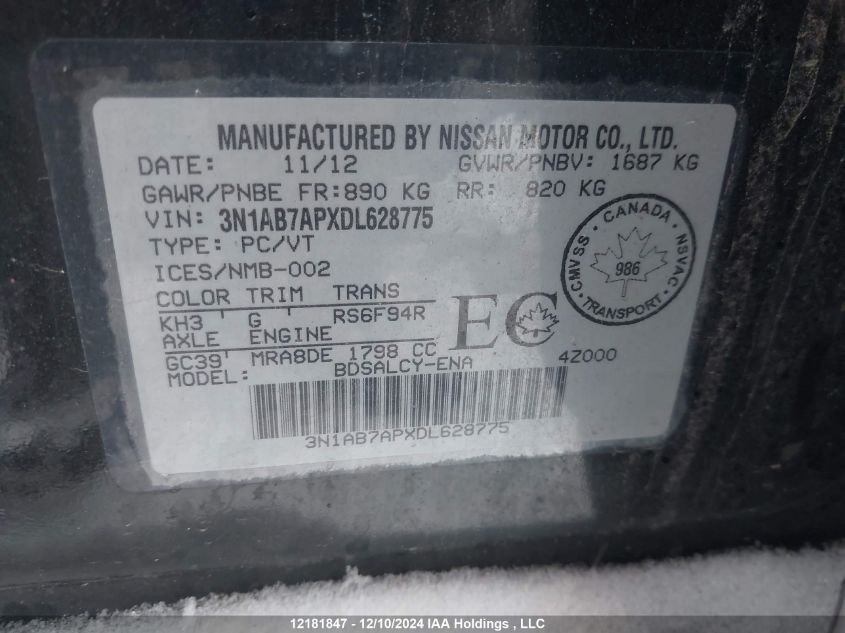 MANUFACTURED BY NISSAN MOTOR CO., LTD.
DATE: 11/12 GVWR/PNBV: 1687 KG
GAWR/PNBE FR:890 KG RR: 820 KG
VIN: 3N1AB7APXDL628775
TYPE: PC/VT
ICES/NMB-002
CANADA
CMVSS NSVAC
986
TRANSPORT
COLOR TRIM TRANS
KH3 G RS6F94R
AXLE ENGINE
GC39 MRA8DE 1798 CC
EC
4Z000
MODEL: BDSALCY-ENA
3N1AB7APXDL628775
12181847 - 12/10/2024 IAA Holdings , LLC